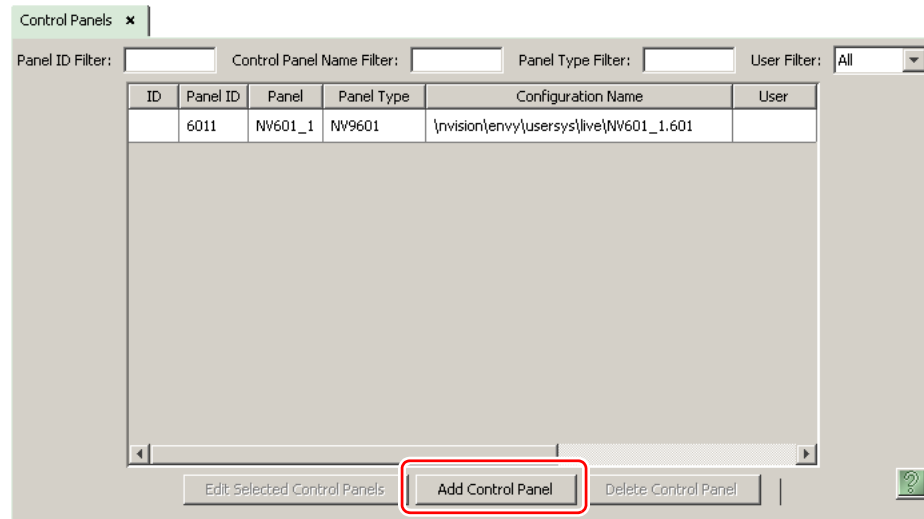 Control Panels ×
Panel ID Filter: Control Panel Name Filter: Panel Type Filter: User Filter: All
ID Panel ID Panel Panel Type Configuration Name User
6011 NV601_1 NV9601 \nvision\envy\usersys\live\NV601_1.601
Edit Selected Control Panels Add Control Panel Delete Control Panel ?